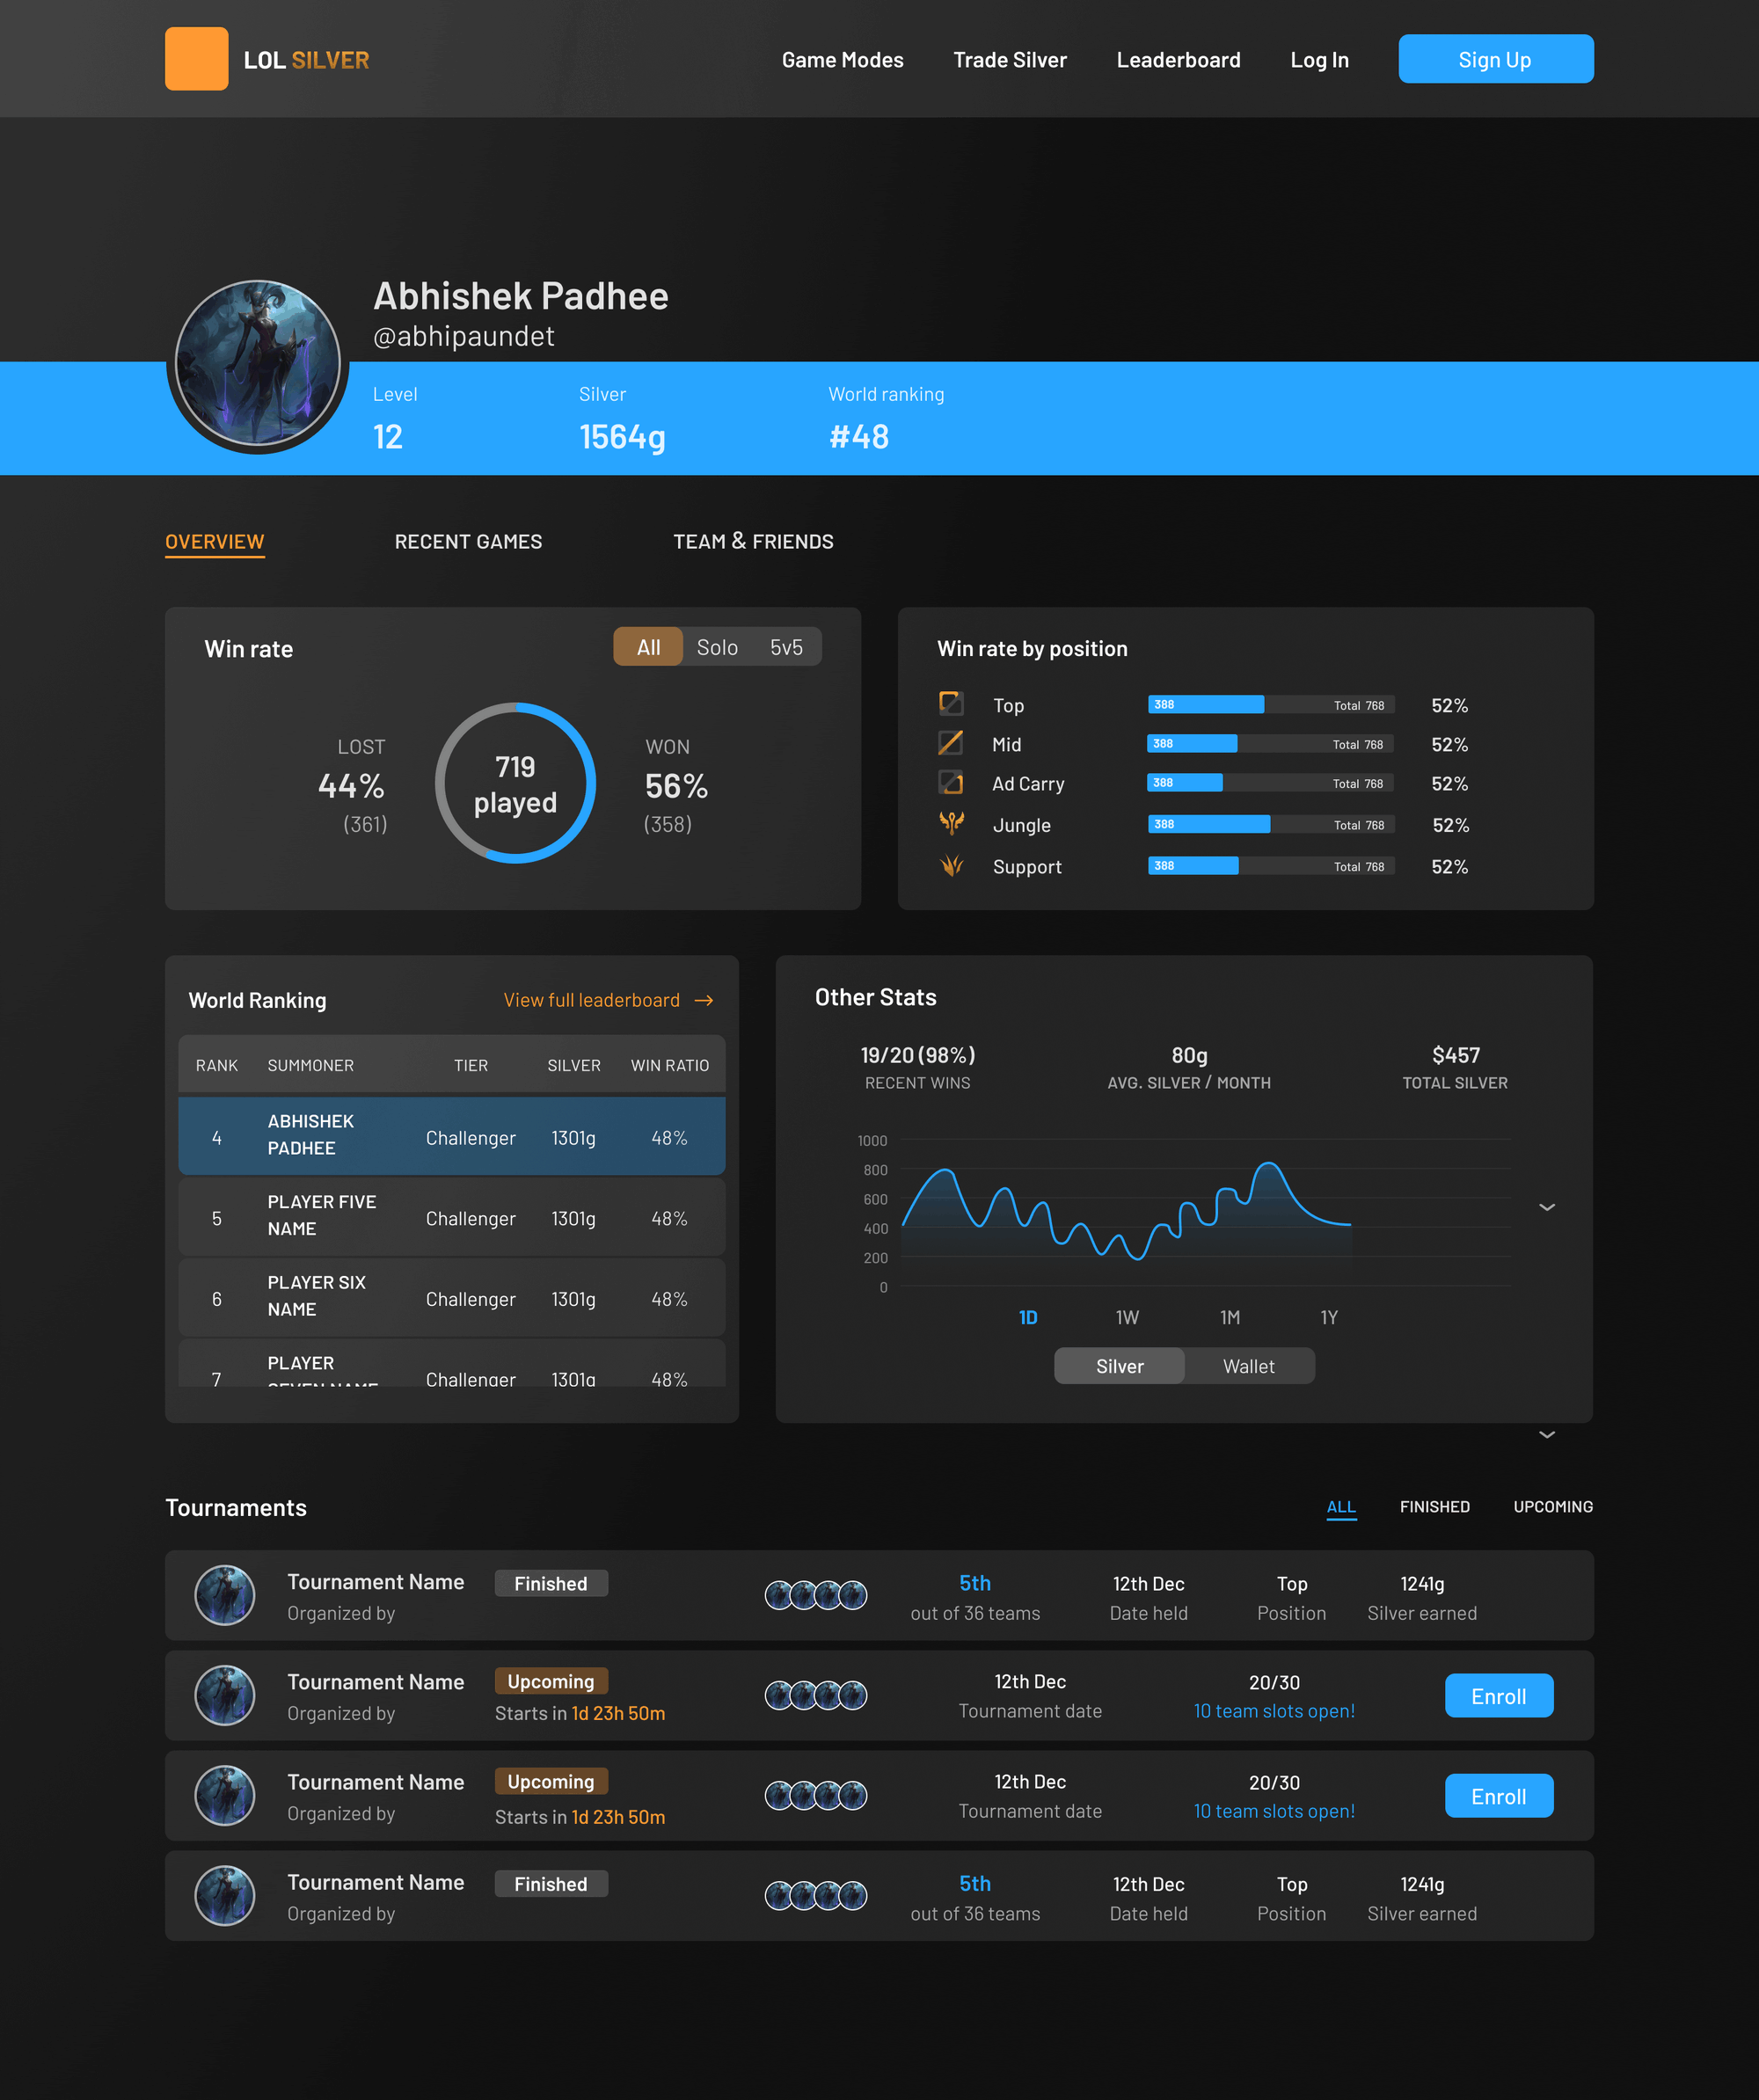 LOL SILVER
Game Modes
Trade Silver
Leaderboard
Log In
Sign Up
Abhishek Padhee
@abhipaundet
Level
Silver
World ranking
12
1564g
#48
OVERVIEW
RECENT GAMES
TEAM & FRIENDS
Win rate
All
Solo
5v5
LOST
44%
(361)
719
played
WON
56%
(358)
Win rate by position
Top 388 Total 768 52%
Mid 388 Total 768 52%
Ad Carry 388 Total 768 52%
Jungle 388 Total 768 52%
Support 388 Total 768 52%
World Ranking
View full leaderboard →
RANK SUMMONER TIER SILVER WIN RATIO
4 ABHISHEK PADHEE Challenger 1301g 48%
5 PLAYER FIVE NAME Challenger 1301g 48%
6 PLAYER SIX NAME Challenger 1301g 48%
7 PLAYER SEVEN NAME Challenger 1301g 48%
Other Stats
19/20 (98%)
RECENT WINS
80g
AVG. SILVER / MONTH
$457
TOTAL SILVER
1000
800
600
400
200
0
1D
1W
1M
1Y
Silver
Wallet
Tournaments
ALL
FINISHED
UPCOMING
Tournament Name
Organized by
Finished
5th
out of 36 teams
12th Dec
Date held
Top
Position
1241g
Silver earned
Tournament Name
Organized by
Upcoming
Starts in 1d 23h 50m
12th Dec
Tournament date
20/30
10 team slots open!
Enroll
Tournament Name
Organized by
Upcoming
Starts in 1d 23h 50m
12th Dec
Tournament date
20/30
10 team slots open!
Enroll
Tournament Name
Organized by
Finished
5th
out of 36 teams
12th Dec
Date held
Top
Position
1241g
Silver earned